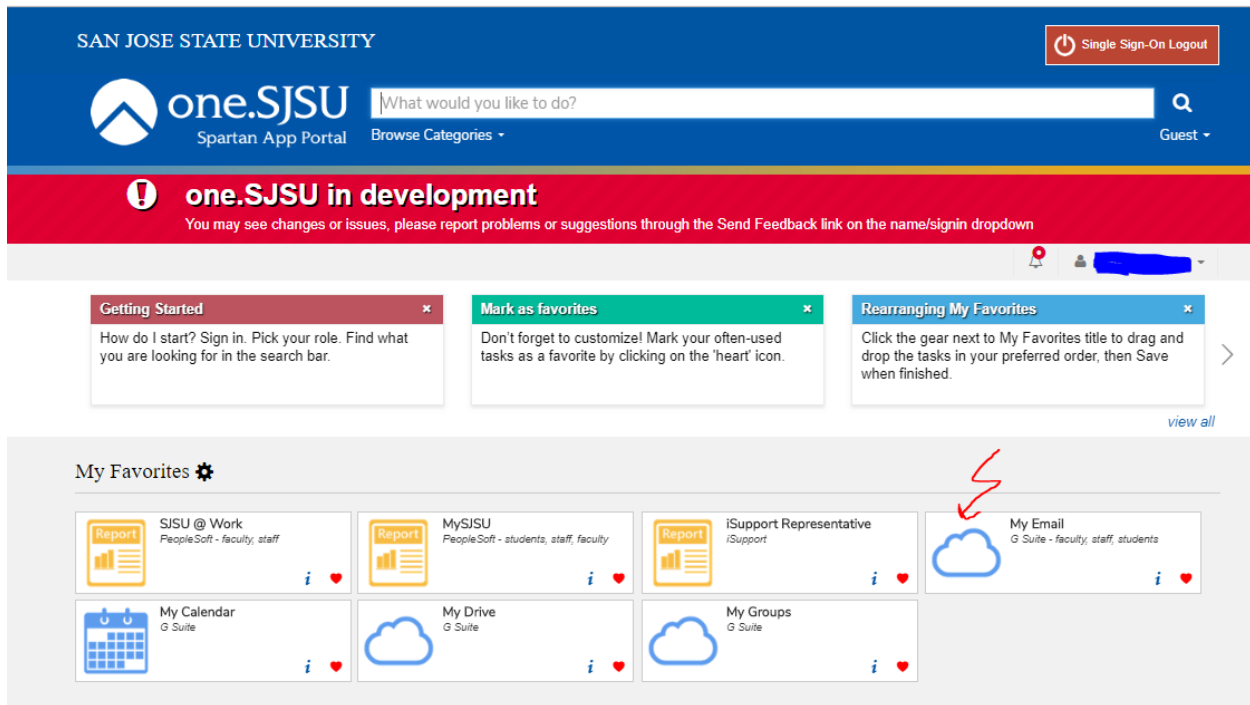 SAN JOSE STATE UNIVERSITY
Single Sign-On Logout
one.SJSU
Spartan App Portal
What would you like to do?
Browse Categories
Guest
one.SJSU in development
You may see changes or issues, please report problems or suggestions through the Send Feedback link on the name/signin dropdown
Getting Started
How do I start? Sign in. Pick your role. Find what
you are looking for in the search bar.
Mark as favorites
Don't forget to customize! Mark your often-used
tasks as a favorite by clicking on the 'heart' icon.
Rearranging My Favorites
Click the gear next to My Favorites title to drag and
drop the tasks in your preferred order, then Save
when finished.
view all
My Favorites
Report
SJSU @ Work
PeopleSoft - faculty, staff
i
Report
MySJSU
PeopleSoft - students, staff, faculty
i
Report
iSupport Representative
iSupport
i
My Email
G Suite - faculty, staff, students
i
My Calendar
G Suite
i
My Drive
G Suite
i
My Groups
G Suite
i